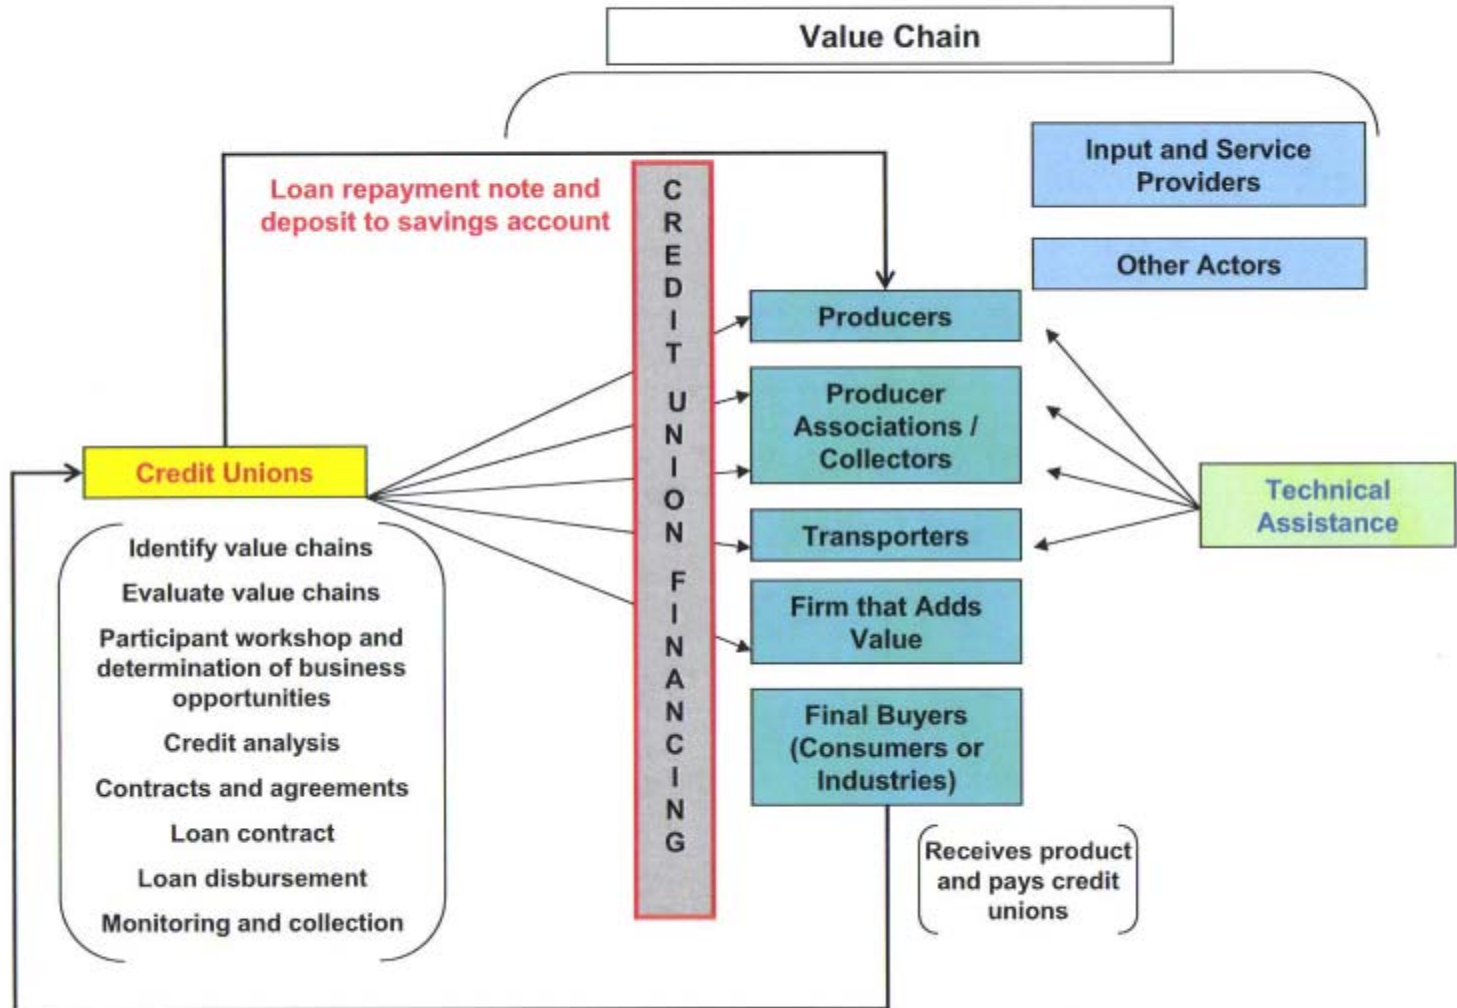 Value Chain
Input and Service
Providers
Other Actors
Loan repayment note and
deposit to savings account
CREDIT UNION FINANCING
Producers
Producer
Associations /
Collectors
Transporters
Firm that Adds
Value
Final Buyers
(Consumers or
Industries)
Receives product
and pays credit
unions
Technical
Assistance
Credit Unions
Identify value chains
Evaluate value chains
Participant workshop and
determination of business
opportunities
Credit analysis
Contracts and agreements
Loan contract
Loan disbursement
Monitoring and collection